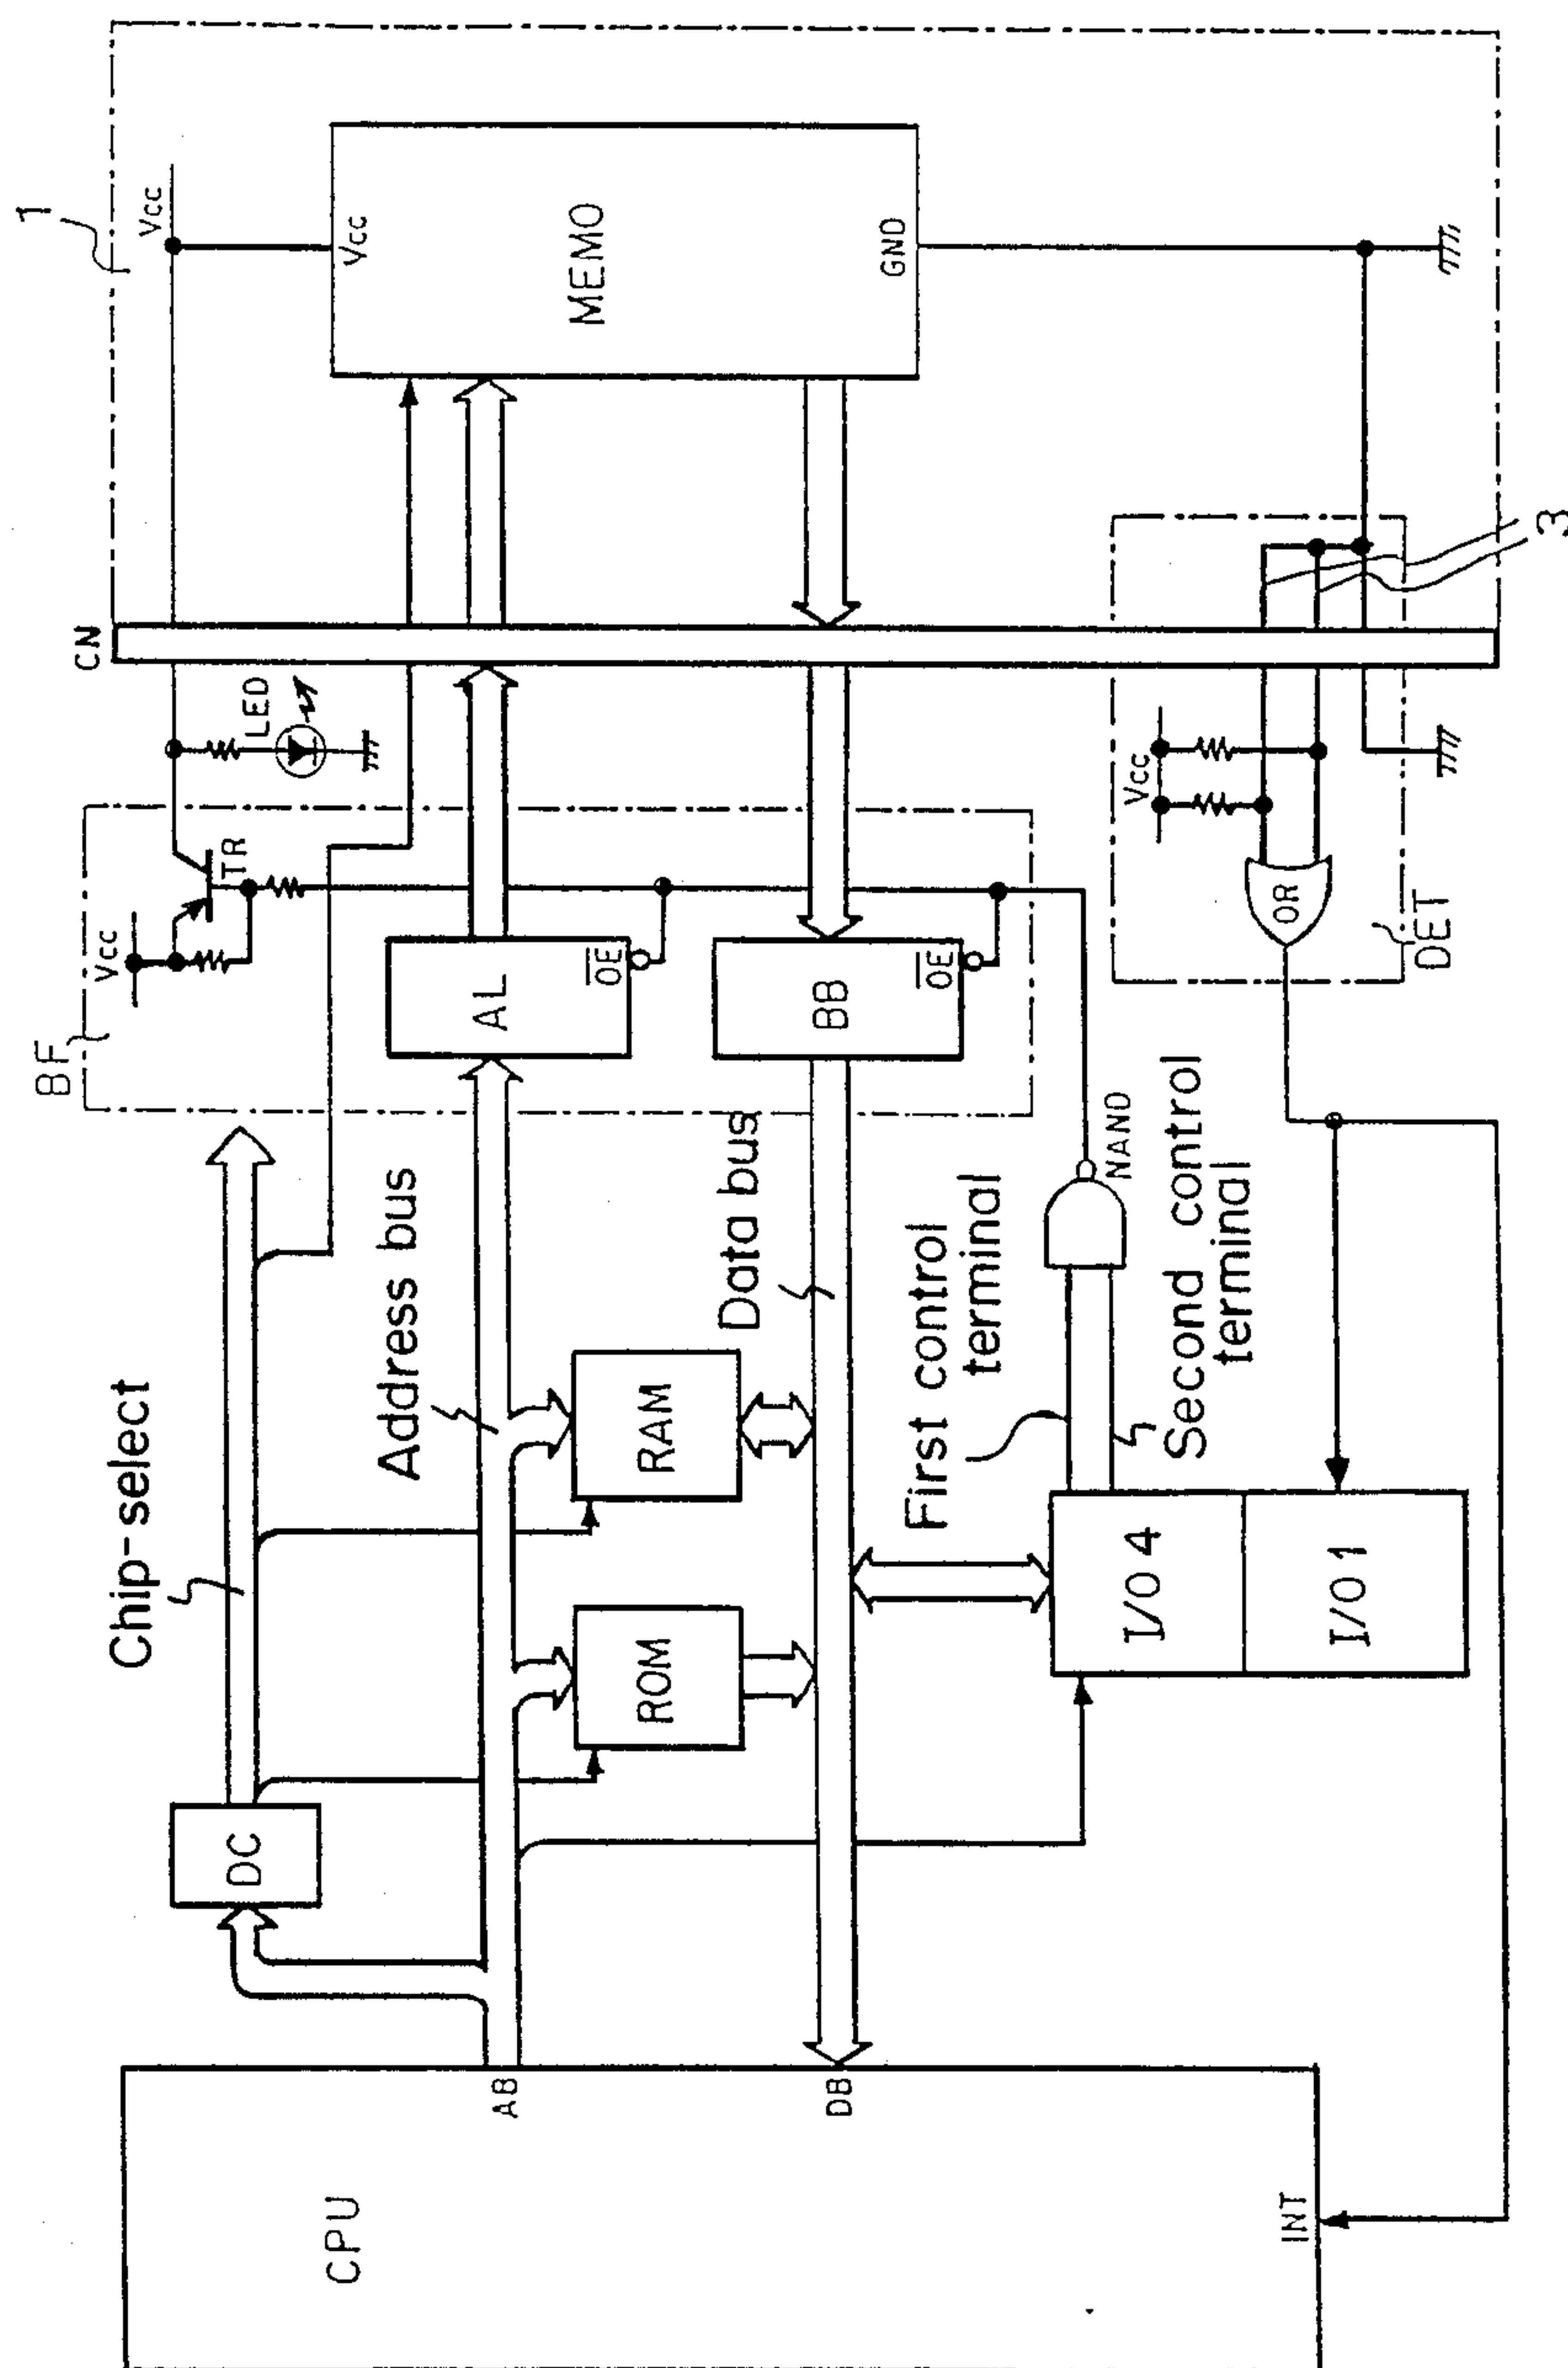 1
Vcc
Vcc
MEMO
GND
CN
LED
3
Vcc
TR
Vcc
BF
AL
OE
BB
OE
OR
DET
Chip-select
Address bus
Data bus
NAND
First control
terminal
Second control
terminal
RAM
ROM
I/O 4
I/O 1
DC
AB
DB
CPU
INT